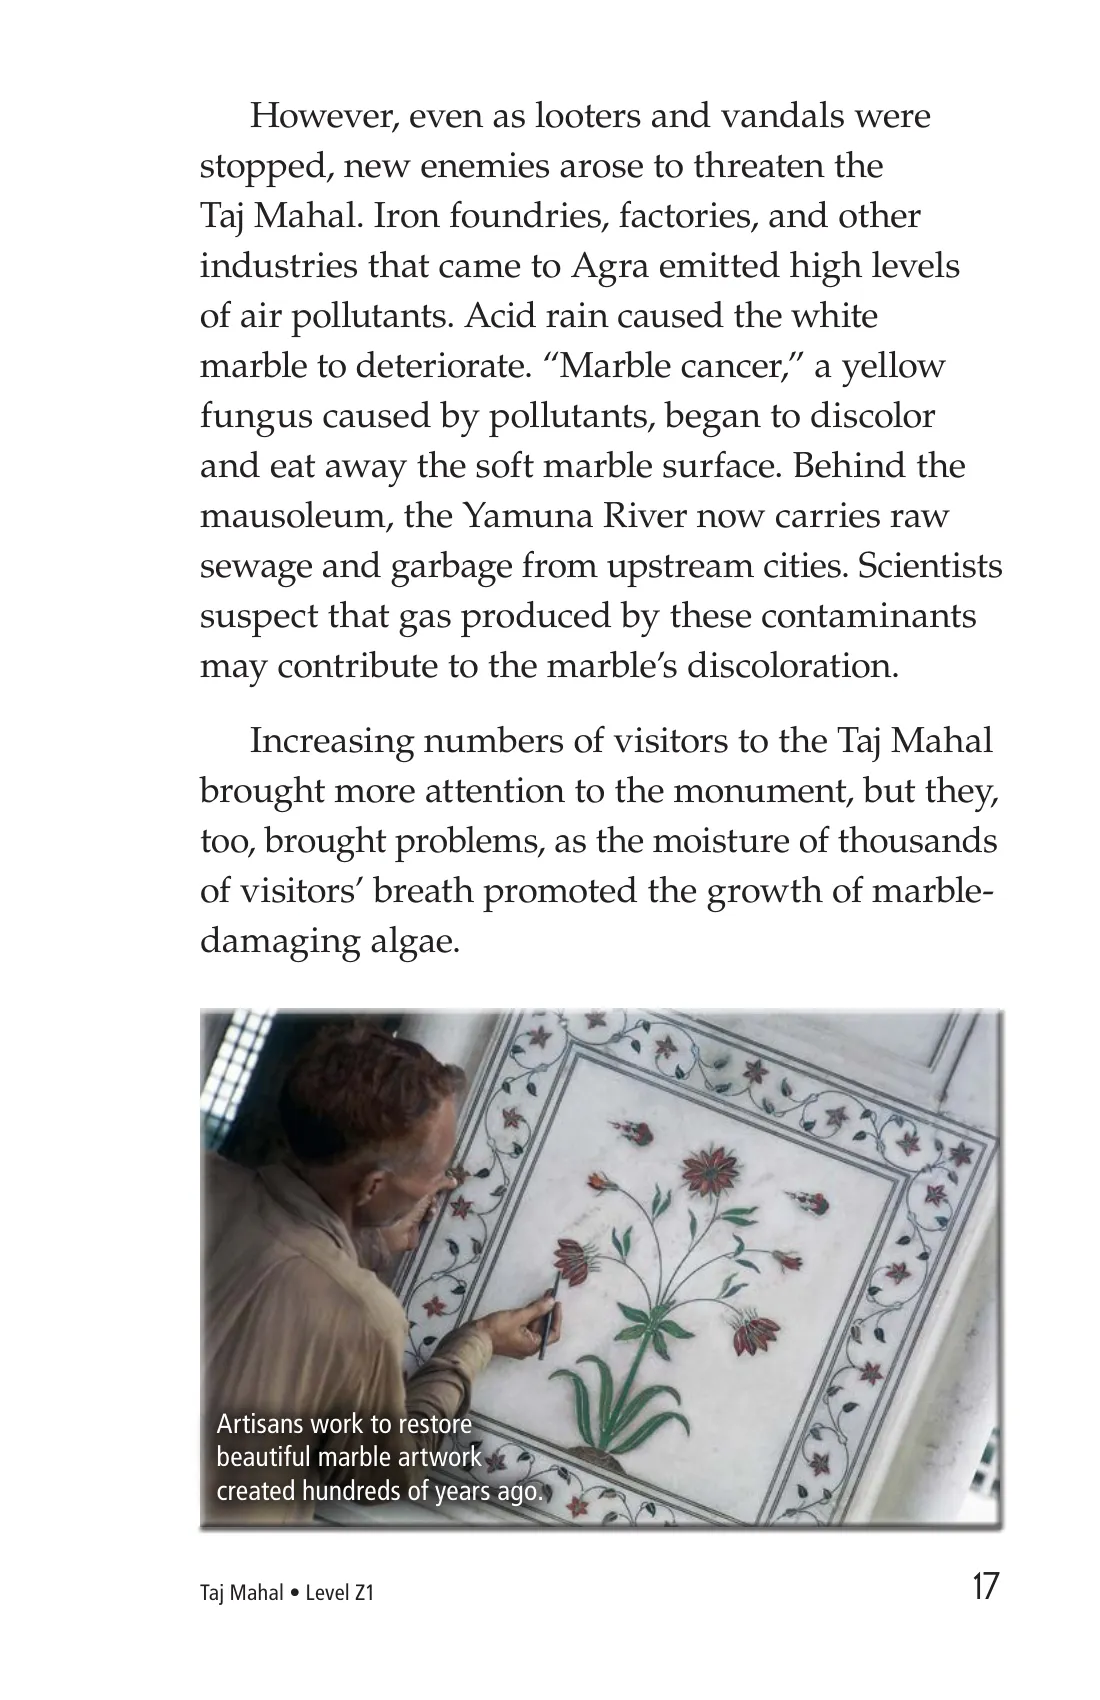 However, even as looters and vandals were
stopped, new enemies arose to threaten the
Taj Mahal. Iron foundries, factories, and other
industries that came to Agra emitted high levels
of air pollutants. Acid rain caused the white
marble to deteriorate. “Marble cancer,” a yellow
fungus caused by pollutants, began to discolor
and eat away the soft marble surface. Behind the
mausoleum, the Yamuna River now carries raw
sewage and garbage from upstream cities. Scientists
suspect that gas produced by these contaminants
may contribute to the marble’s discoloration.
Increasing numbers of visitors to the Taj Mahal
brought more attention to the monument, but they,
too, brought problems, as the moisture of thousands
of visitors’ breath promoted the growth of marble-
damaging algae.
Artisans work to restore
beautiful marble artwork
created hundreds of years ago.
Taj Mahal • Level Z1
17